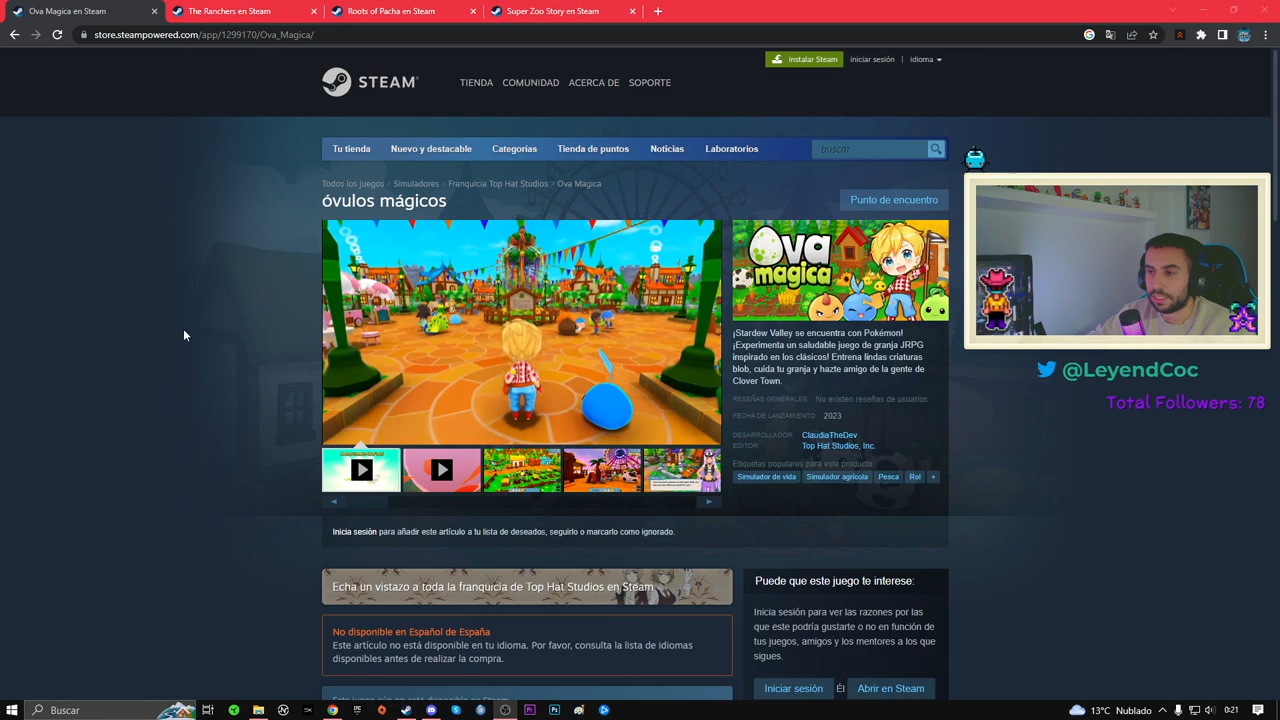 Ova Magica en Steam
The Ranchers en Steam
Roots of Pacha en Steam
Super Zoo Story en Steam
store.steampowered.com/app/1299170/Ova_Magica/
Instalar Steam
iniciar sesión | idioma
STEAM
TIENDA COMUNIDAD ACERCA DE SOPORTE
Tu tienda Nuevo y destacable Categorías Tienda de puntos Noticias Laboratorios
buscar
Todos los juegos > Simuladores > Franquicia Top Hat Studios > Ova Magica
óvulos mágicos
Punto de encuentro
Ova
magica
¡Stardew Valley se encuentra con Pokémon!
¡Experimenta un saludable juego de granja JRPG
inspirado en los clásicos! Entrena lindas criaturas
blob, cuida tu granja y hazte amigo de la gente de
Clover Town.
RESEÑAS GENERALES: No existen reseñas de usuarios
FECHA DE LANZAMIENTO: 2023
DESARROLLADOR: ClaudiaTheDev
EDITOR: Top Hat Studios, Inc.
Etiquetas populares para este producto:
Simulador de vida Simulador agrícola Pesca Rol +
@LeyendCoc
Total Followers: 78
Inicia sesión para añadir este artículo a tu lista de deseados, seguirlo o marcarlo como ignorado.
Echa un vistazo a toda la franquicia de Top Hat Studios en Steam
No disponible en Español de España
Este artículo no está disponible en tu idioma. Por favor, consulta la lista de idiomas
disponibles antes de realizar la compra.
Puede que este juego te interese:
Inicia sesión para ver las razones por las
que este podría gustarte o no en función de
tus juegos, amigos y los mentores a los que
sigues.
Iniciar sesión Él Abrir en Steam
Buscar
13°C Nublado
0:21